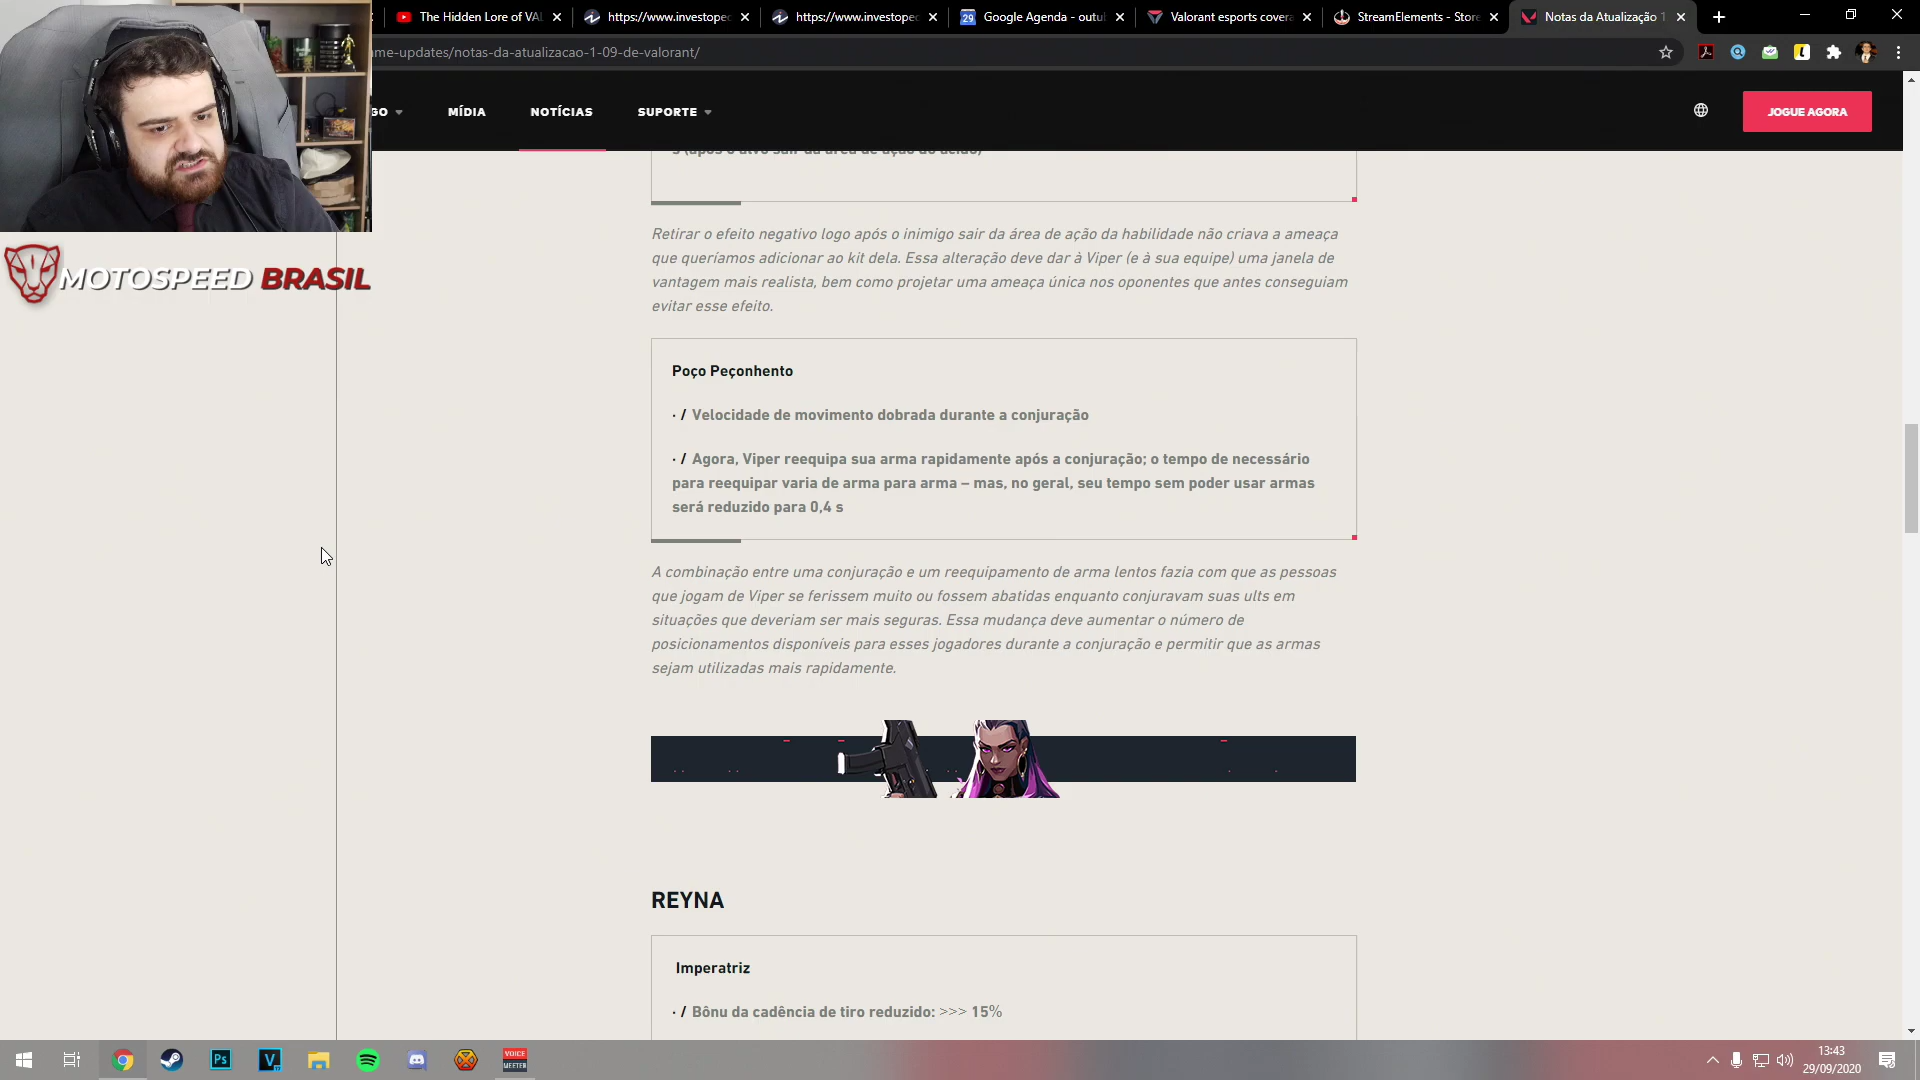 The Hidden Lore of VAL
https://www.investoped
https://www.investoped
29
Google Agenda - outu
Valorant esports covera
StreamElements - Store
Notas da Atualização 1
me-updates/notas-da-atualizacao-1-09-de-valorant/
GO
MÍDIA
NOTÍCIAS
SUPORTE
JOGUE AGORA
s (após o alvo sair da área de ação do ácido)
MOTOSPEED BRASIL
Retirar o efeito negativo logo após o inimigo sair da área de ação da habilidade não criava a ameaça
que queríamos adicionar ao kit dela. Essa alteração deve dar à Viper (e à sua equipe) uma janela de
vantagem mais realista, bem como projetar uma ameaça única nos oponentes que antes conseguiam
evitar esse efeito.
Poço Peçonhento
· / Velocidade de movimento dobrada durante a conjuração
· / Agora, Viper reequipa sua arma rapidamente após a conjuração; o tempo de necessário
para reequipar varia de arma para arma – mas, no geral, seu tempo sem poder usar armas
será reduzido para 0,4 s
A combinação entre uma conjuração e um reequipamento de arma lentos fazia com que as pessoas
que jogam de Viper se ferissem muito ou fossem abatidas enquanto conjuravam suas ults em
situações que deveriam ser mais seguras. Essa mudança deve aumentar o número de
posicionamentos disponíveis para esses jogadores durante a conjuração e permitir que as armas
sejam utilizadas mais rapidamente.
REYNA
Imperatriz
· / Bônu da cadência de tiro reduzido: >>> 15%
Ps
V
VOICE
MEETER
13:43
29/09/2020